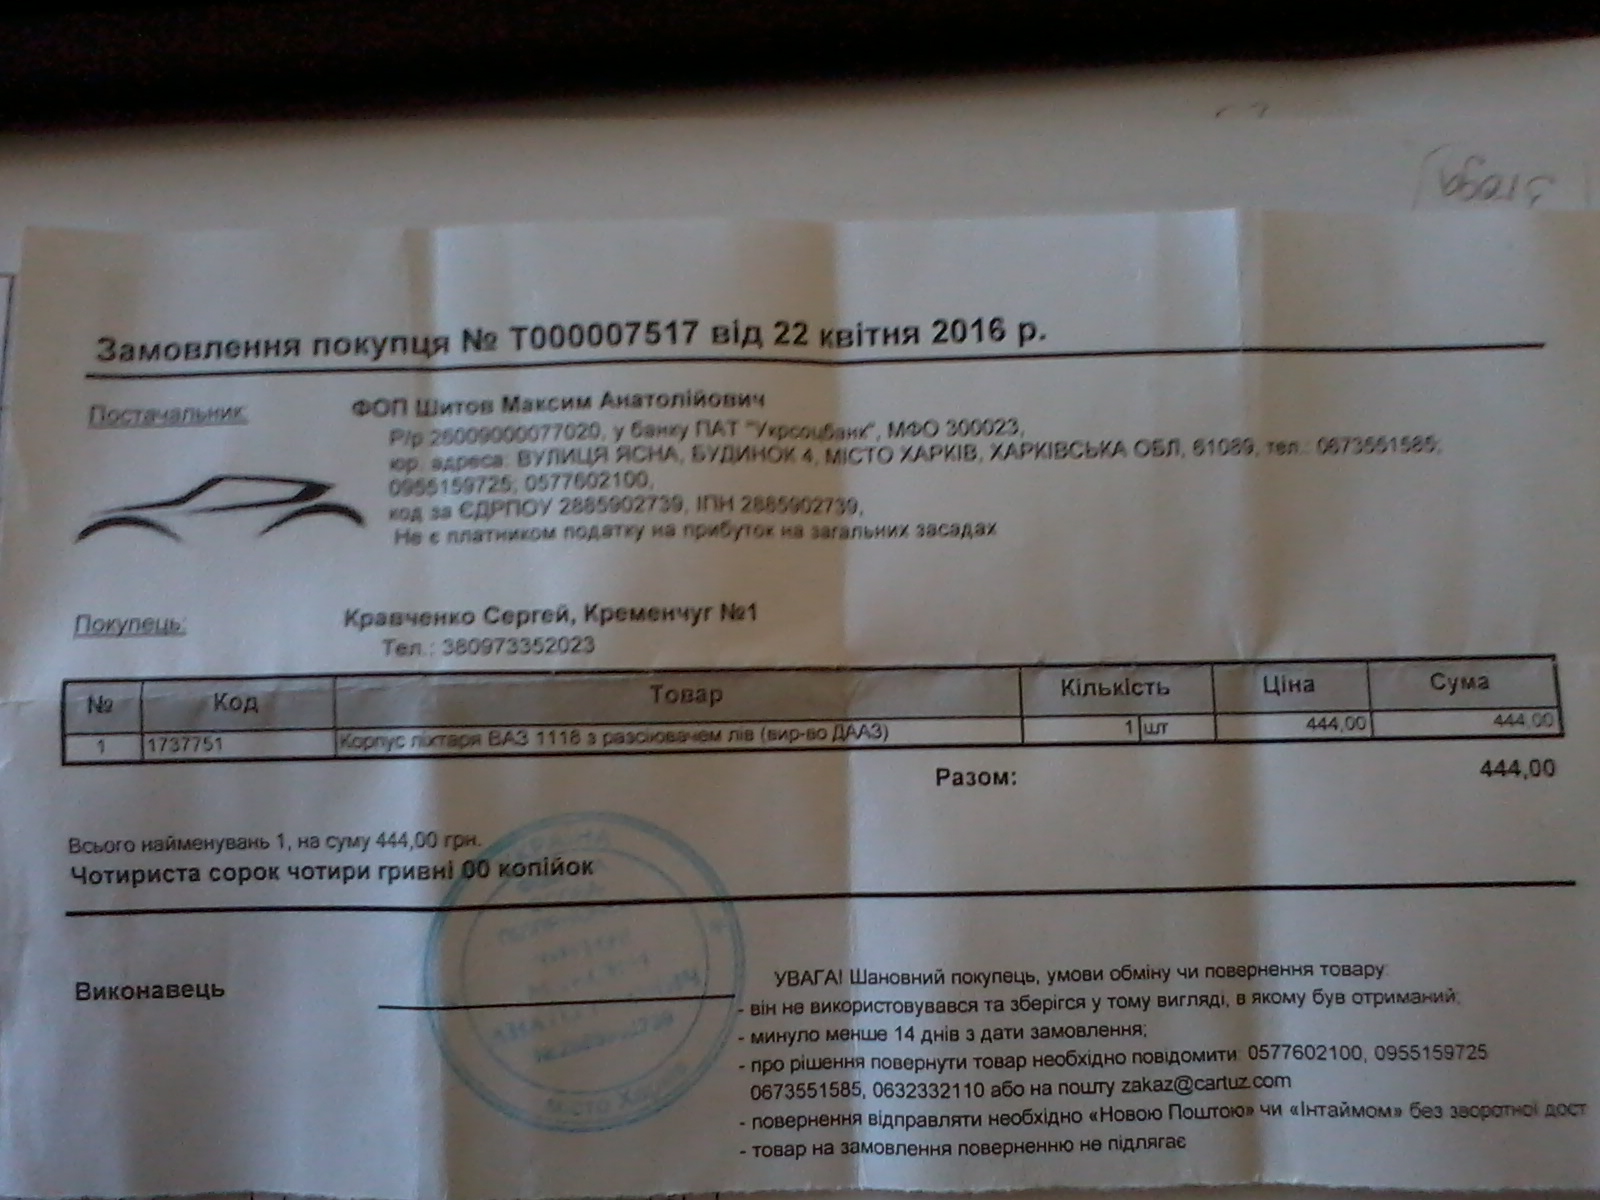 Замовлення покупця № Т000007517 від 22 квітня 2016 р.
Постачальник: ФОП Шитов Максим Анатолійович
Р/р 26009000077020, у банку ПАТ "Укрсоцбанк", МФО 300023,
юр. адреса: ВУЛИЦЯ ЯСНА, БУДИНОК 4, МІСТО ХАРКІВ, ХАРКІВСЬКА ОБЛ, 61089, тел.: 0673551585,
0955159725, 0577602100,
код за ЄДРПОУ 2885902739, ІПН 2885902739,
Не є платником податку на прибуток на загальних засадах
Покупець: Кравченко Сергей, Кременчуг №1
Тел.: 380973352023
№ Код Товар Кількість Ціна Сума
1 1737751 Корпус ліхтаря ВАЗ 1118 з разсіювачем лів (вир-во ДААЗ) 1 шт 444,00 444,00
Разом: 444,00
Всього найменувань 1, на суму 444,00 грн.
Чотириста сорок чотири гривні 00 копійок
Виконавець
УВАГА! Шановний покупець, умови обміну чи повернення товару:
- він не використовувався та зберігся у тому вигляді, в якому був отриманий;
- минуло менше 14 днів з дати замовлення;
- про рішення повернути товар необхідно повідомити: 0577602100, 0955159725
0673551585, 0632332110 або на пошту zakaz@cartuz.com
- повернення відправляти необхідно «Новою Поштою» чи «Інтаймом» без зворотної дост
- товар на замовлення поверненню не підлягає
місто Харків